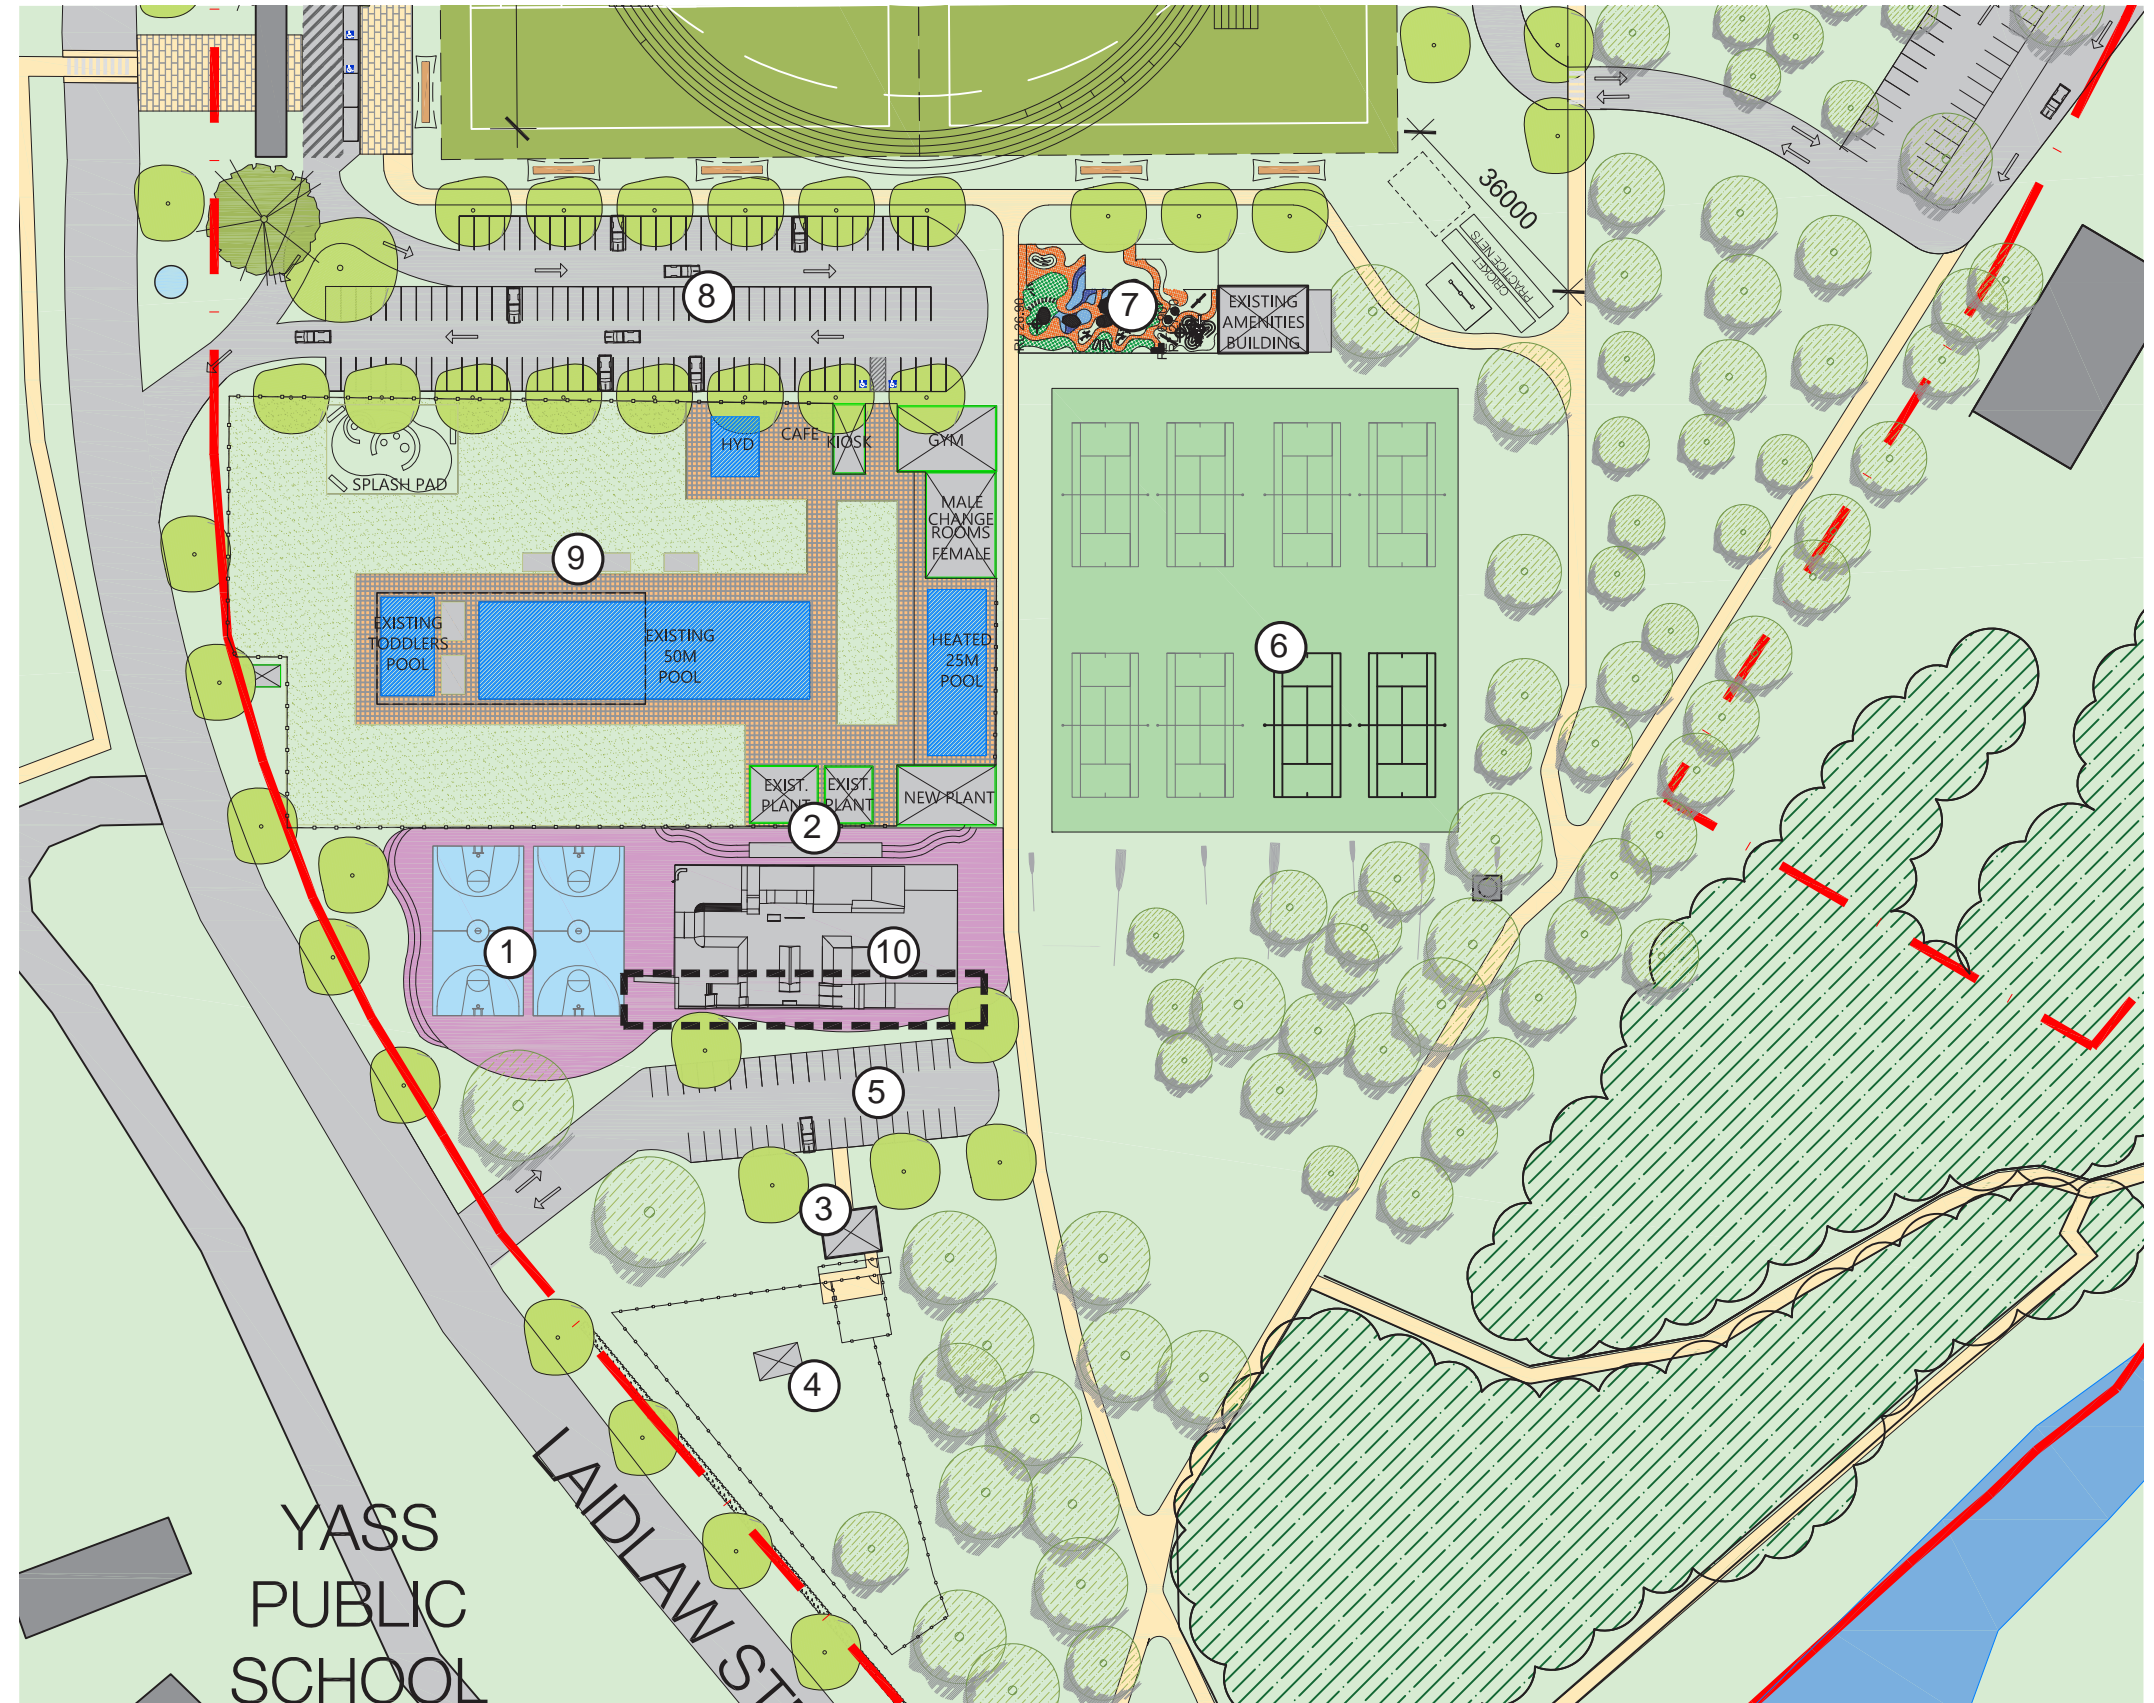 36000
CRICKET
PRACTICE NETS
8
7
EXISTING
AMENITIES
BUILDING
HYD
CAFE
KIOSK
GYM
SPLASH PAD
MALE
CHANGE
ROOMS
FEMALE
9
EXISTING
TODDLERS
POOL
EXISTING
50M
POOL
HEATED
25M
POOL
6
EXIST.
PLANT
EXIST.
PLANT
NEW PLANT
2
1
10
5
3
4
LAIDLAW
YASS
PUBLIC
SCHOOL